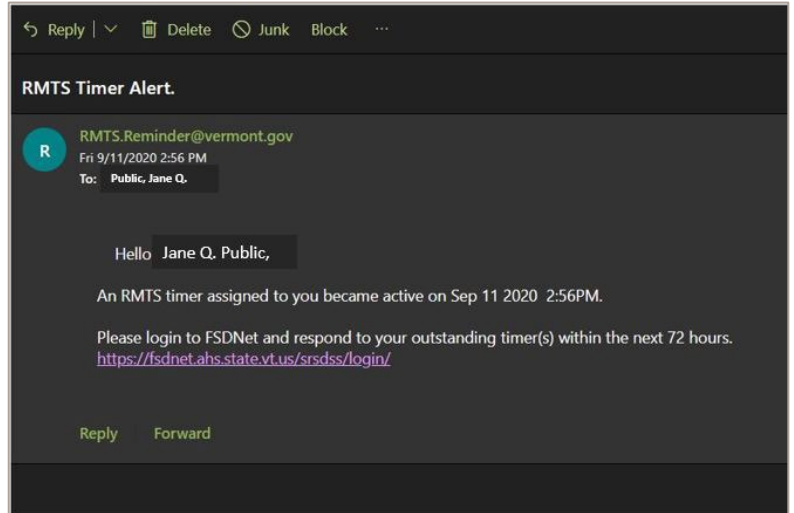 Reply | Delete Junk Block ...
RMTS Timer Alert.
R
RMTS.Reminder@vermont.gov
Fri 9/11/2020 2:56 PM
To: Public, Jane Q.
Hello Jane Q. Public,
An RMTS timer assigned to you became active on Sep 11 2020  2:56PM.
Please login to FSDNet and respond to your outstanding timer(s) within the next 72 hours.
https://fsdnet.ahs.state.vt.us/srsdss/login/
Reply Forward